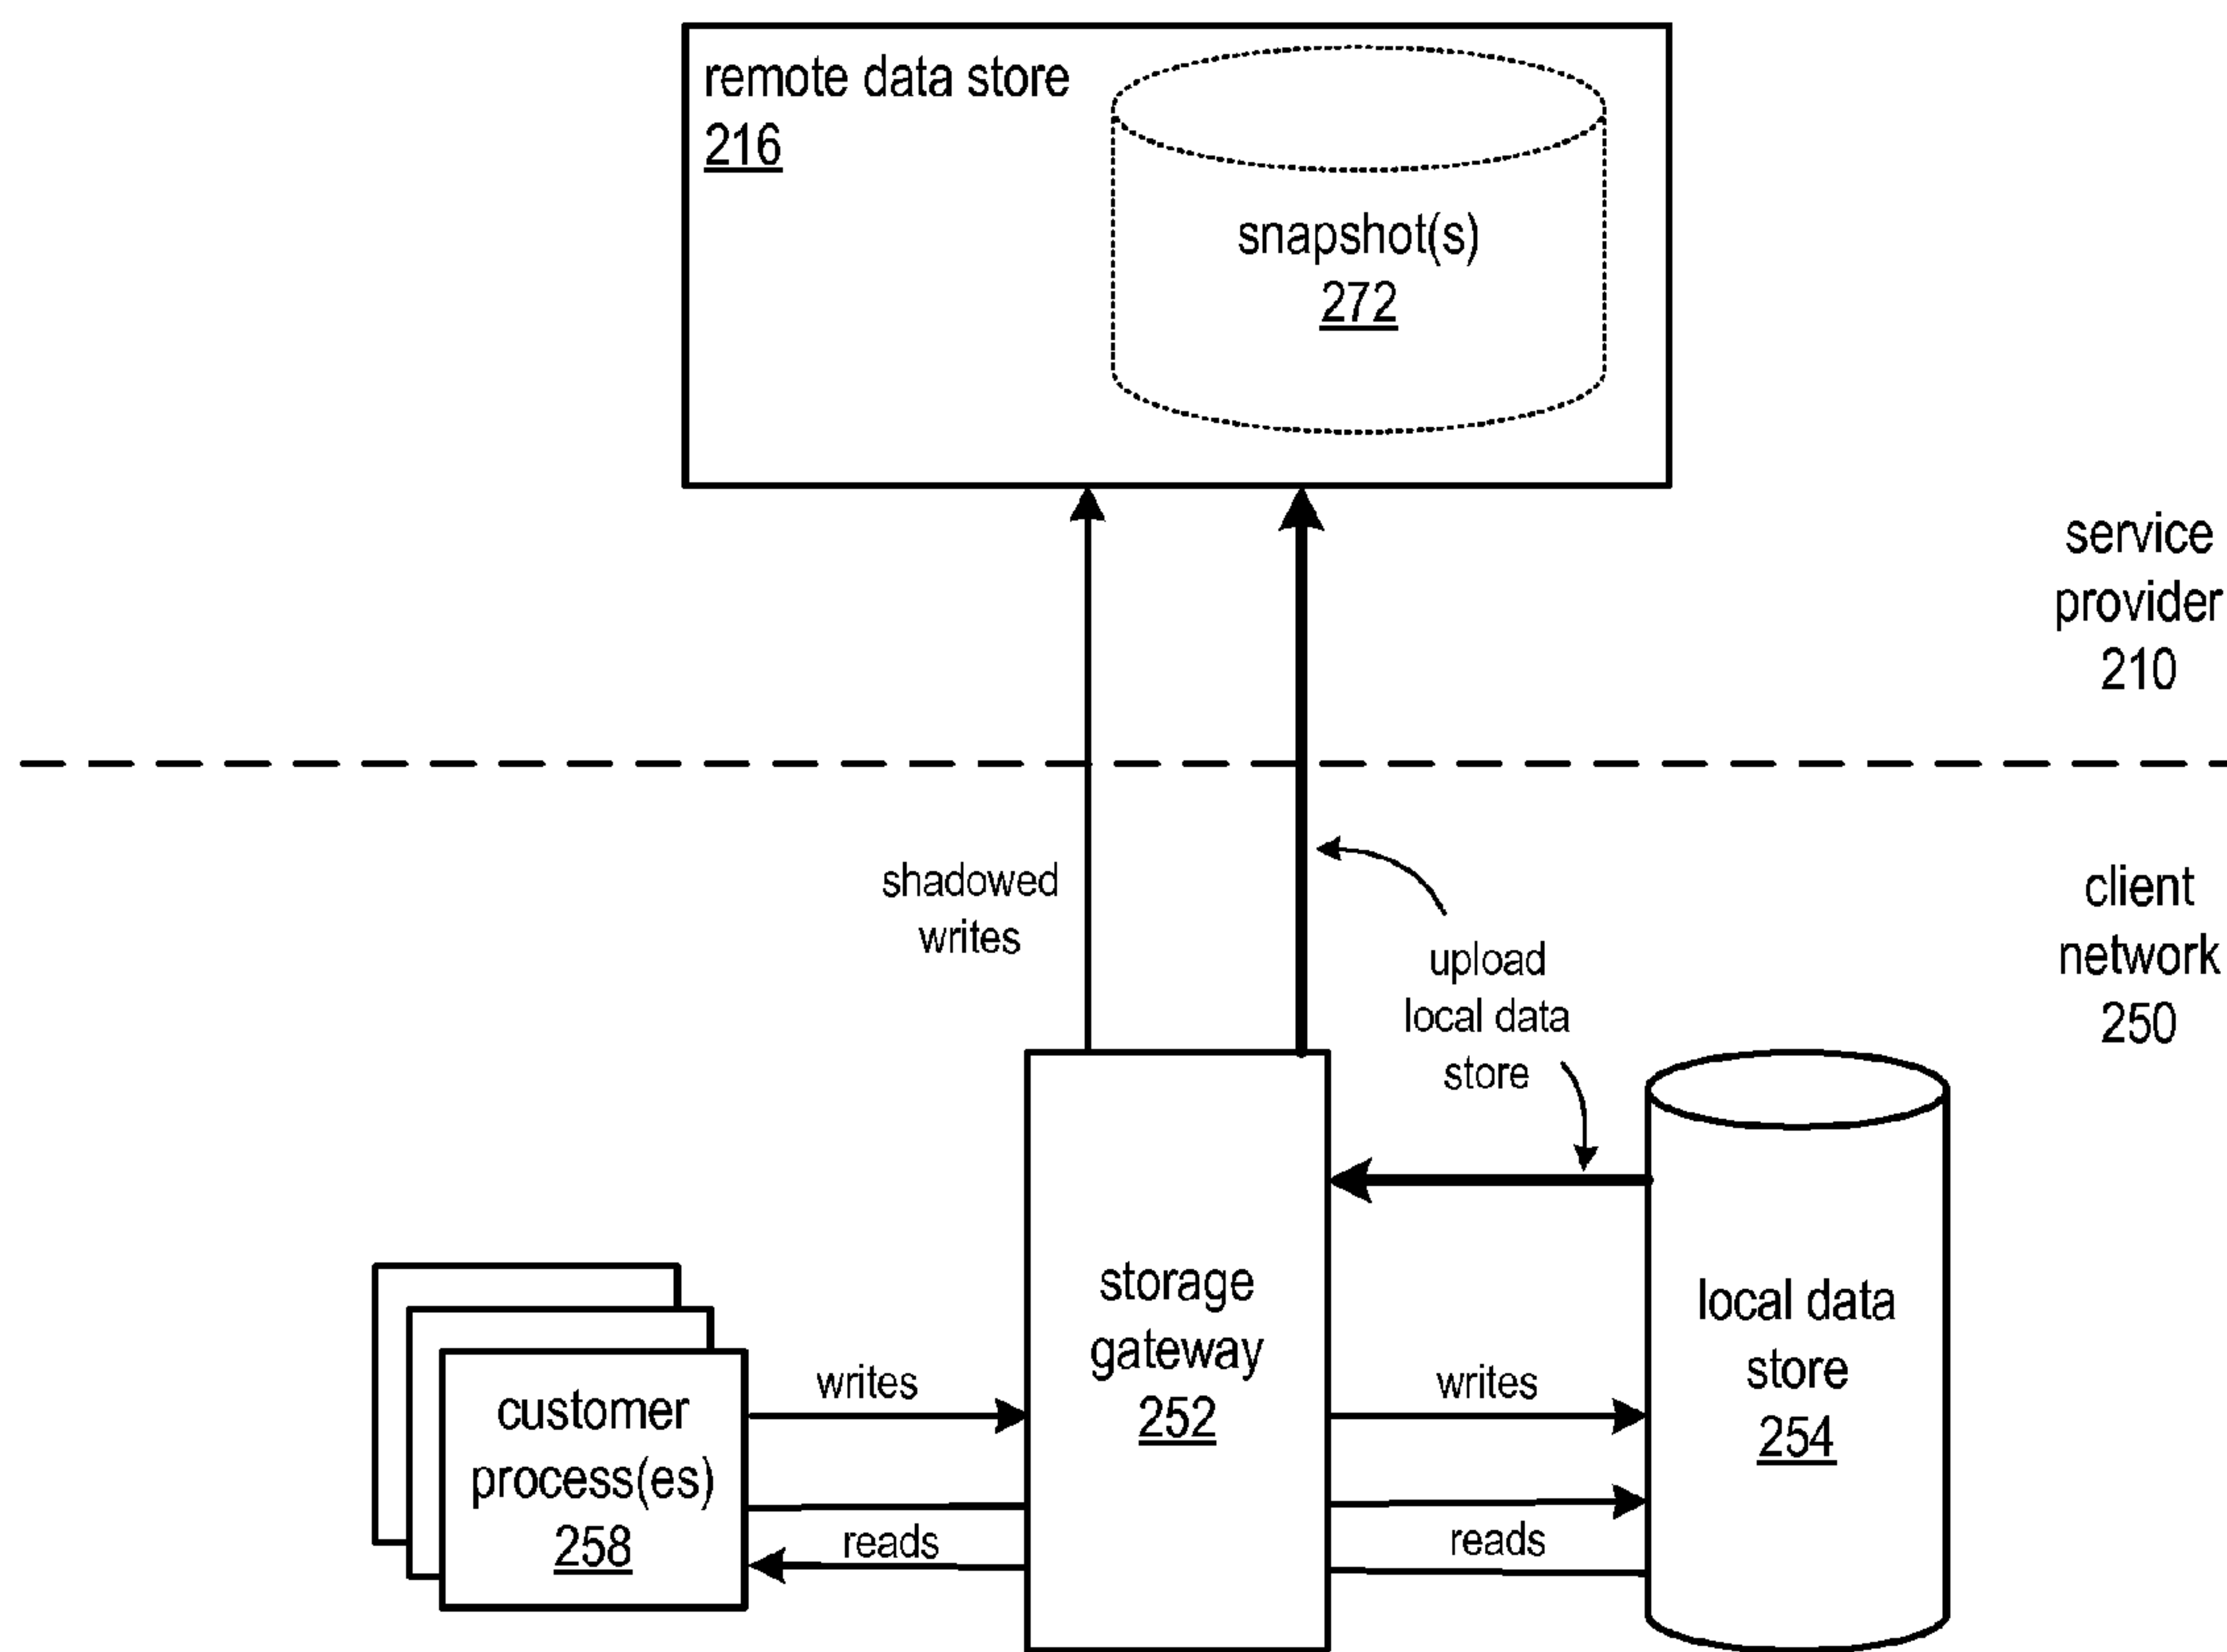 remote data store
216
snapshot(s)
272
service
provider
210
shadowed
writes
client
network
250
upload
local data
store
storage
gateway
252
local data
store
254
customer
process(es)
258
writes
writes
reads
reads